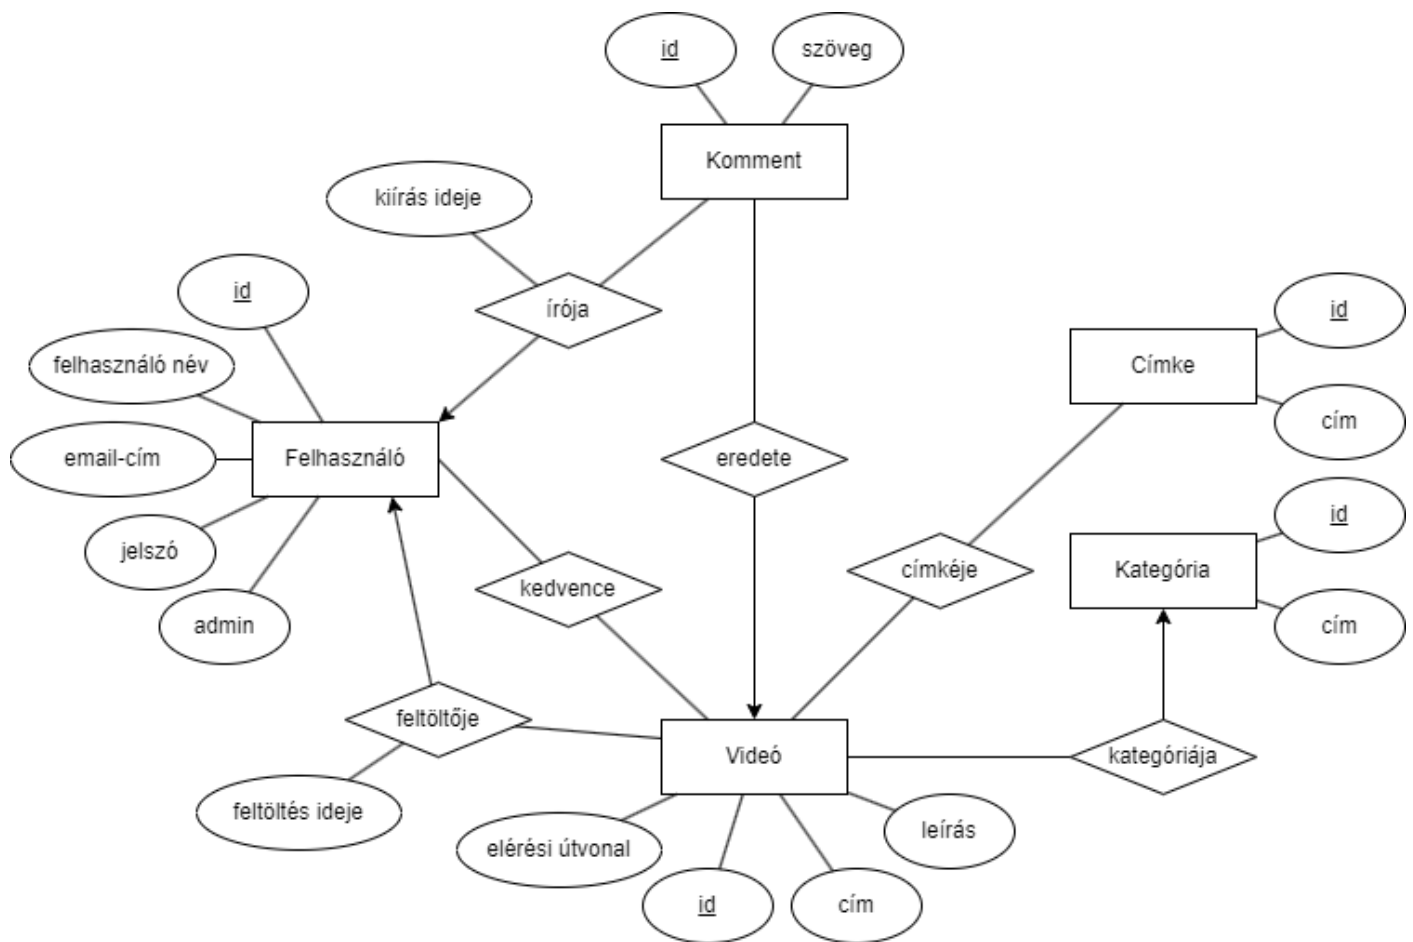 id
szöveg
Komment
kiírás ideje
id
írója
id
felhasználó név
Címke
cím
email-cím
Felhasználó
eredete
id
jelszó
kedvence
címkéje
Kategória
admin
cím
feltöltője
Videó
kategóriája
feltöltés ideje
elérési útvonal
leírás
id
cím